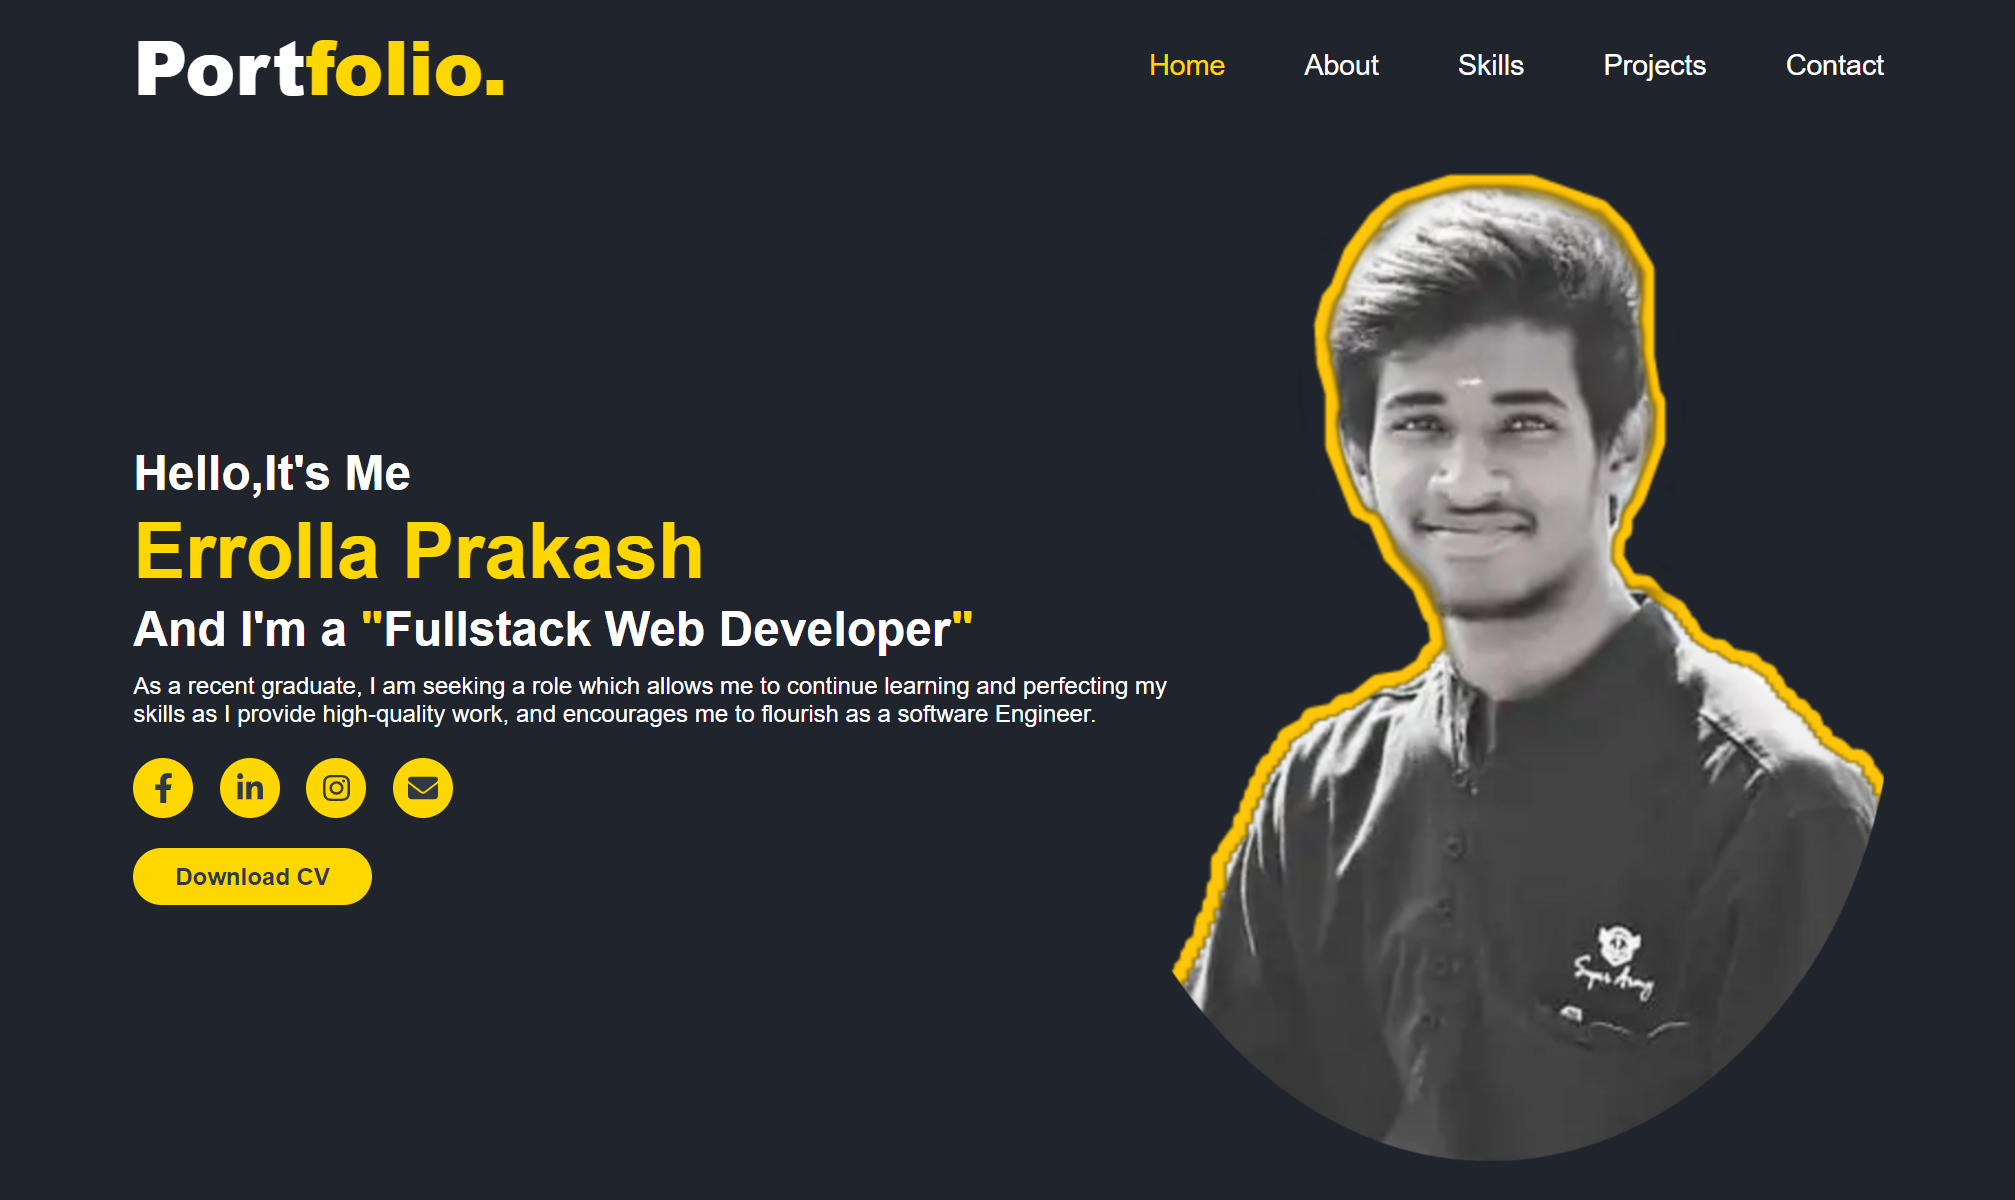 Portfolio.
Home About Skills Projects Contact
Hello,It's Me
Errolla Prakash
And I'm a "Fullstack Web Developer"
As a recent graduate, I am seeking a role which allows me to continue learning and perfecting my
skills as I provide high-quality work, and encourages me to flourish as a software Engineer.
Download CV